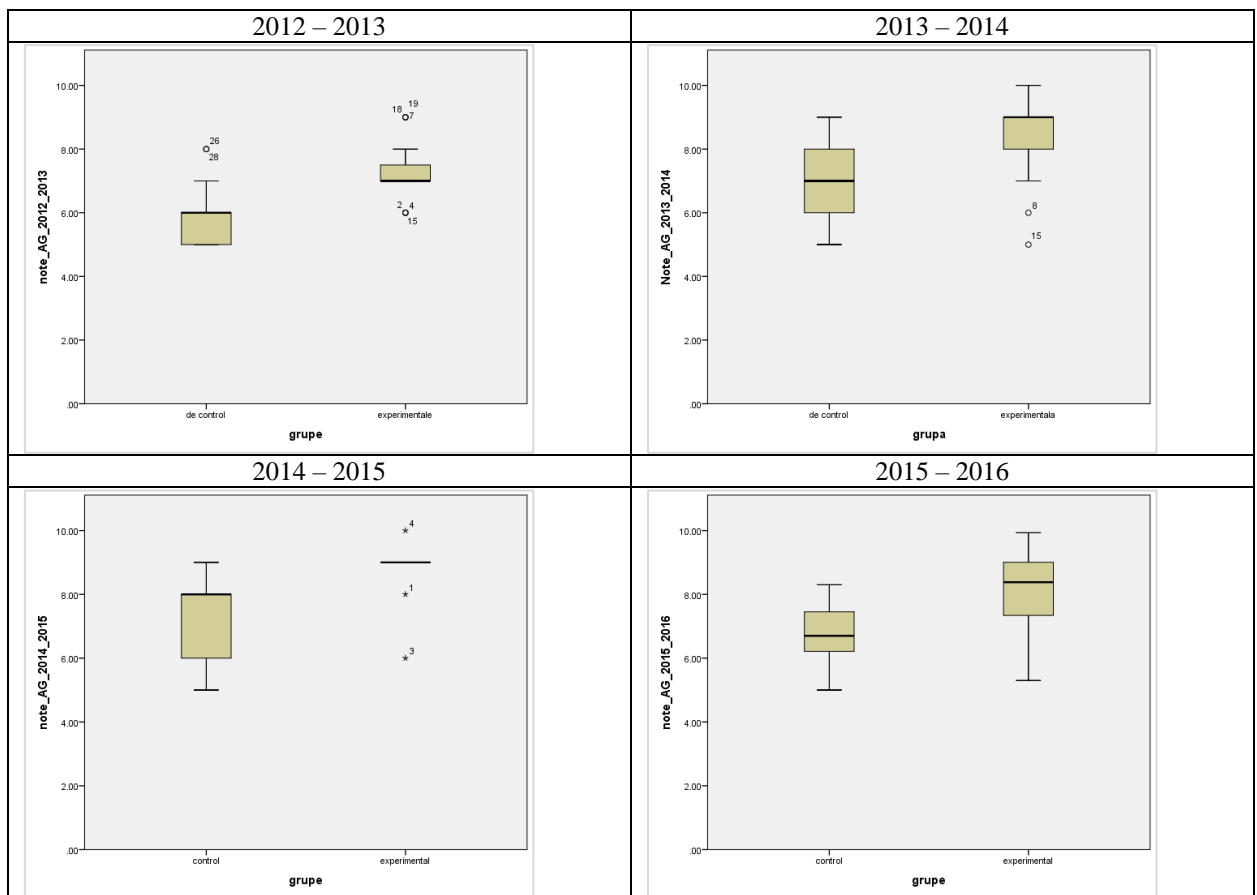 2012 – 2013
note_AG_2012_2013
10.00
8.00
6.00
4.00
2.00
.00
26
28
18 19
7
2 4
15
de control
experimentale
grupe
2013 – 2014
Note_AG_2013_2014
10.00
8.00
6.00
4.00
2.00
.00
8
15
de control
experimentala
grupa
2014 – 2015
note_AG_2014_2015
10.00
8.00
6.00
4.00
2.00
.00
4
1
3
control
experimental
grupe
2015 – 2016
note_AG_2015_2016
10.00
8.00
6.00
4.00
2.00
.00
control
experimental
grupe